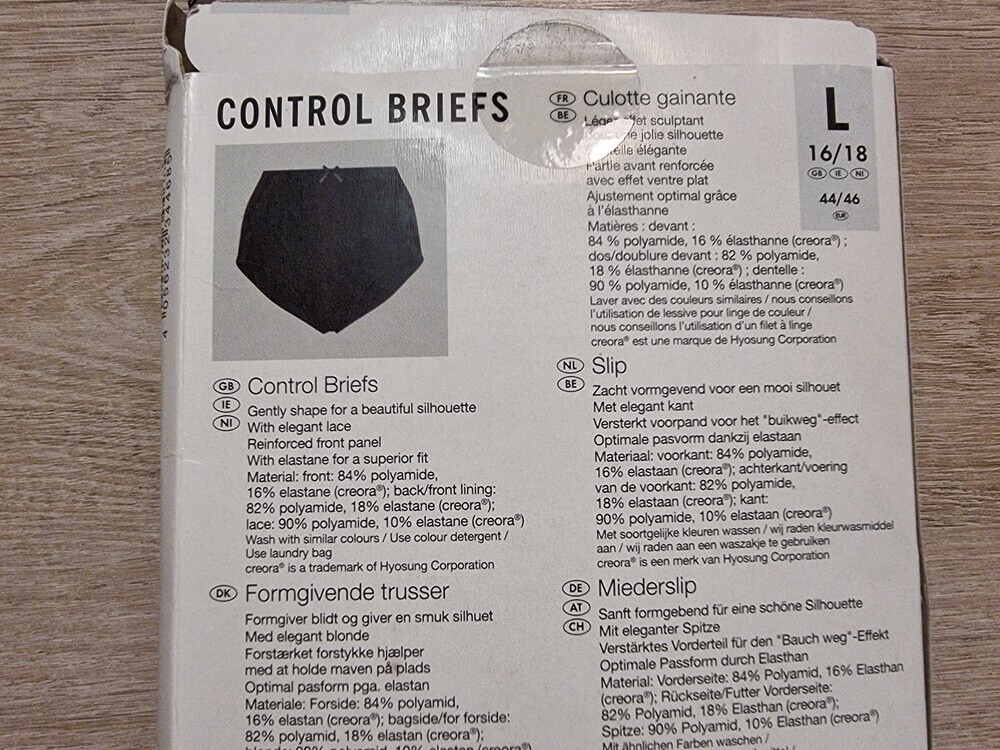 CONTROL BRIEFS
GB Control Briefs
IE
NI
Gently shape for a beautiful silhouette
With elegant lace
Reinforced front panel
With elastane for a superior fit
Material: front: 84% polyamide,
16% elastane (creora®); back/front lining:
82% polyamide, 18% elastane (creora®);
lace: 90% polyamide, 10% elastane (creora®)
Wash with similar colours / Use colour detergent /
Use laundry bag
creora® is a trademark of Hyosung Corporation
DK Formgivende trusser
Formgiver blidt og giver en smuk silhuet
Med elegant blonde
Forstærket forstykke hjælper
med at holde maven på plads
Optimal pasform pga. elastan
Materiale: Forside: 84% polyamid,
16% elastan (creora®); bagside/for forside:
82% polyamid, 18% elastan (creora®);
FR Culotte gainante
BE
effet sculptant
jolie silhouette
élégante
Partie avant renforcée
avec effet ventre plat
Ajustement optimal grâce
à l'élasthanne
Matières : devant :
84 % polyamide, 16 % élasthanne (creora®) ;
dos/doublure devant : 82 % polyamide,
18 % élasthanne (creora®) ; dentelle :
90 % polyamide, 10 % élasthanne (creora®)
Laver avec des couleurs similaires / nous conseillons
l'utilisation de lessive pour linge de couleur /
nous conseillons l'utilisation d'un filet à linge
creora® est une marque de Hyosung Corporation
NL Slip
BE
Zacht vormgevend voor een mooi silhouet
Met elegant kant
Versterkt voorpand voor het "buikweg"-effect
Optimale pasvorm dankzij elastaan
Materiaal: voorkant: 84% polyamide,
16% elastaan (creora®); achterkant/voering
van de voorkant: 82% polyamide,
18% elastaan (creora®); kant:
90% polyamide, 10% elastaan (creora®)
Met soortgelijke kleuren wassen / wij raden kleurwasmiddel
aan / wij raden aan een waszakje te gebruiken
creora® is een merk van Hyosung Corporation
DE Miederslip
AT
CH
Sanft formgebend für eine schöne Silhouette
Mit eleganter Spitze
Verstärktes Vorderteil für den "Bauch weg"-Effekt
Optimale Passform durch Elasthan
Material: Vorderseite: 84% Polyamid, 16% Elasthan
(creora®); Rückseite/Futter Vorderseite:
82% Polyamid, 18% Elasthan (creora®);
Spitze: 90% Polyamid, 10% Elasthan (creora®)
Mit ähnlichen Farben waschen /
L
16/18
GB IE NI
44/46
EUR